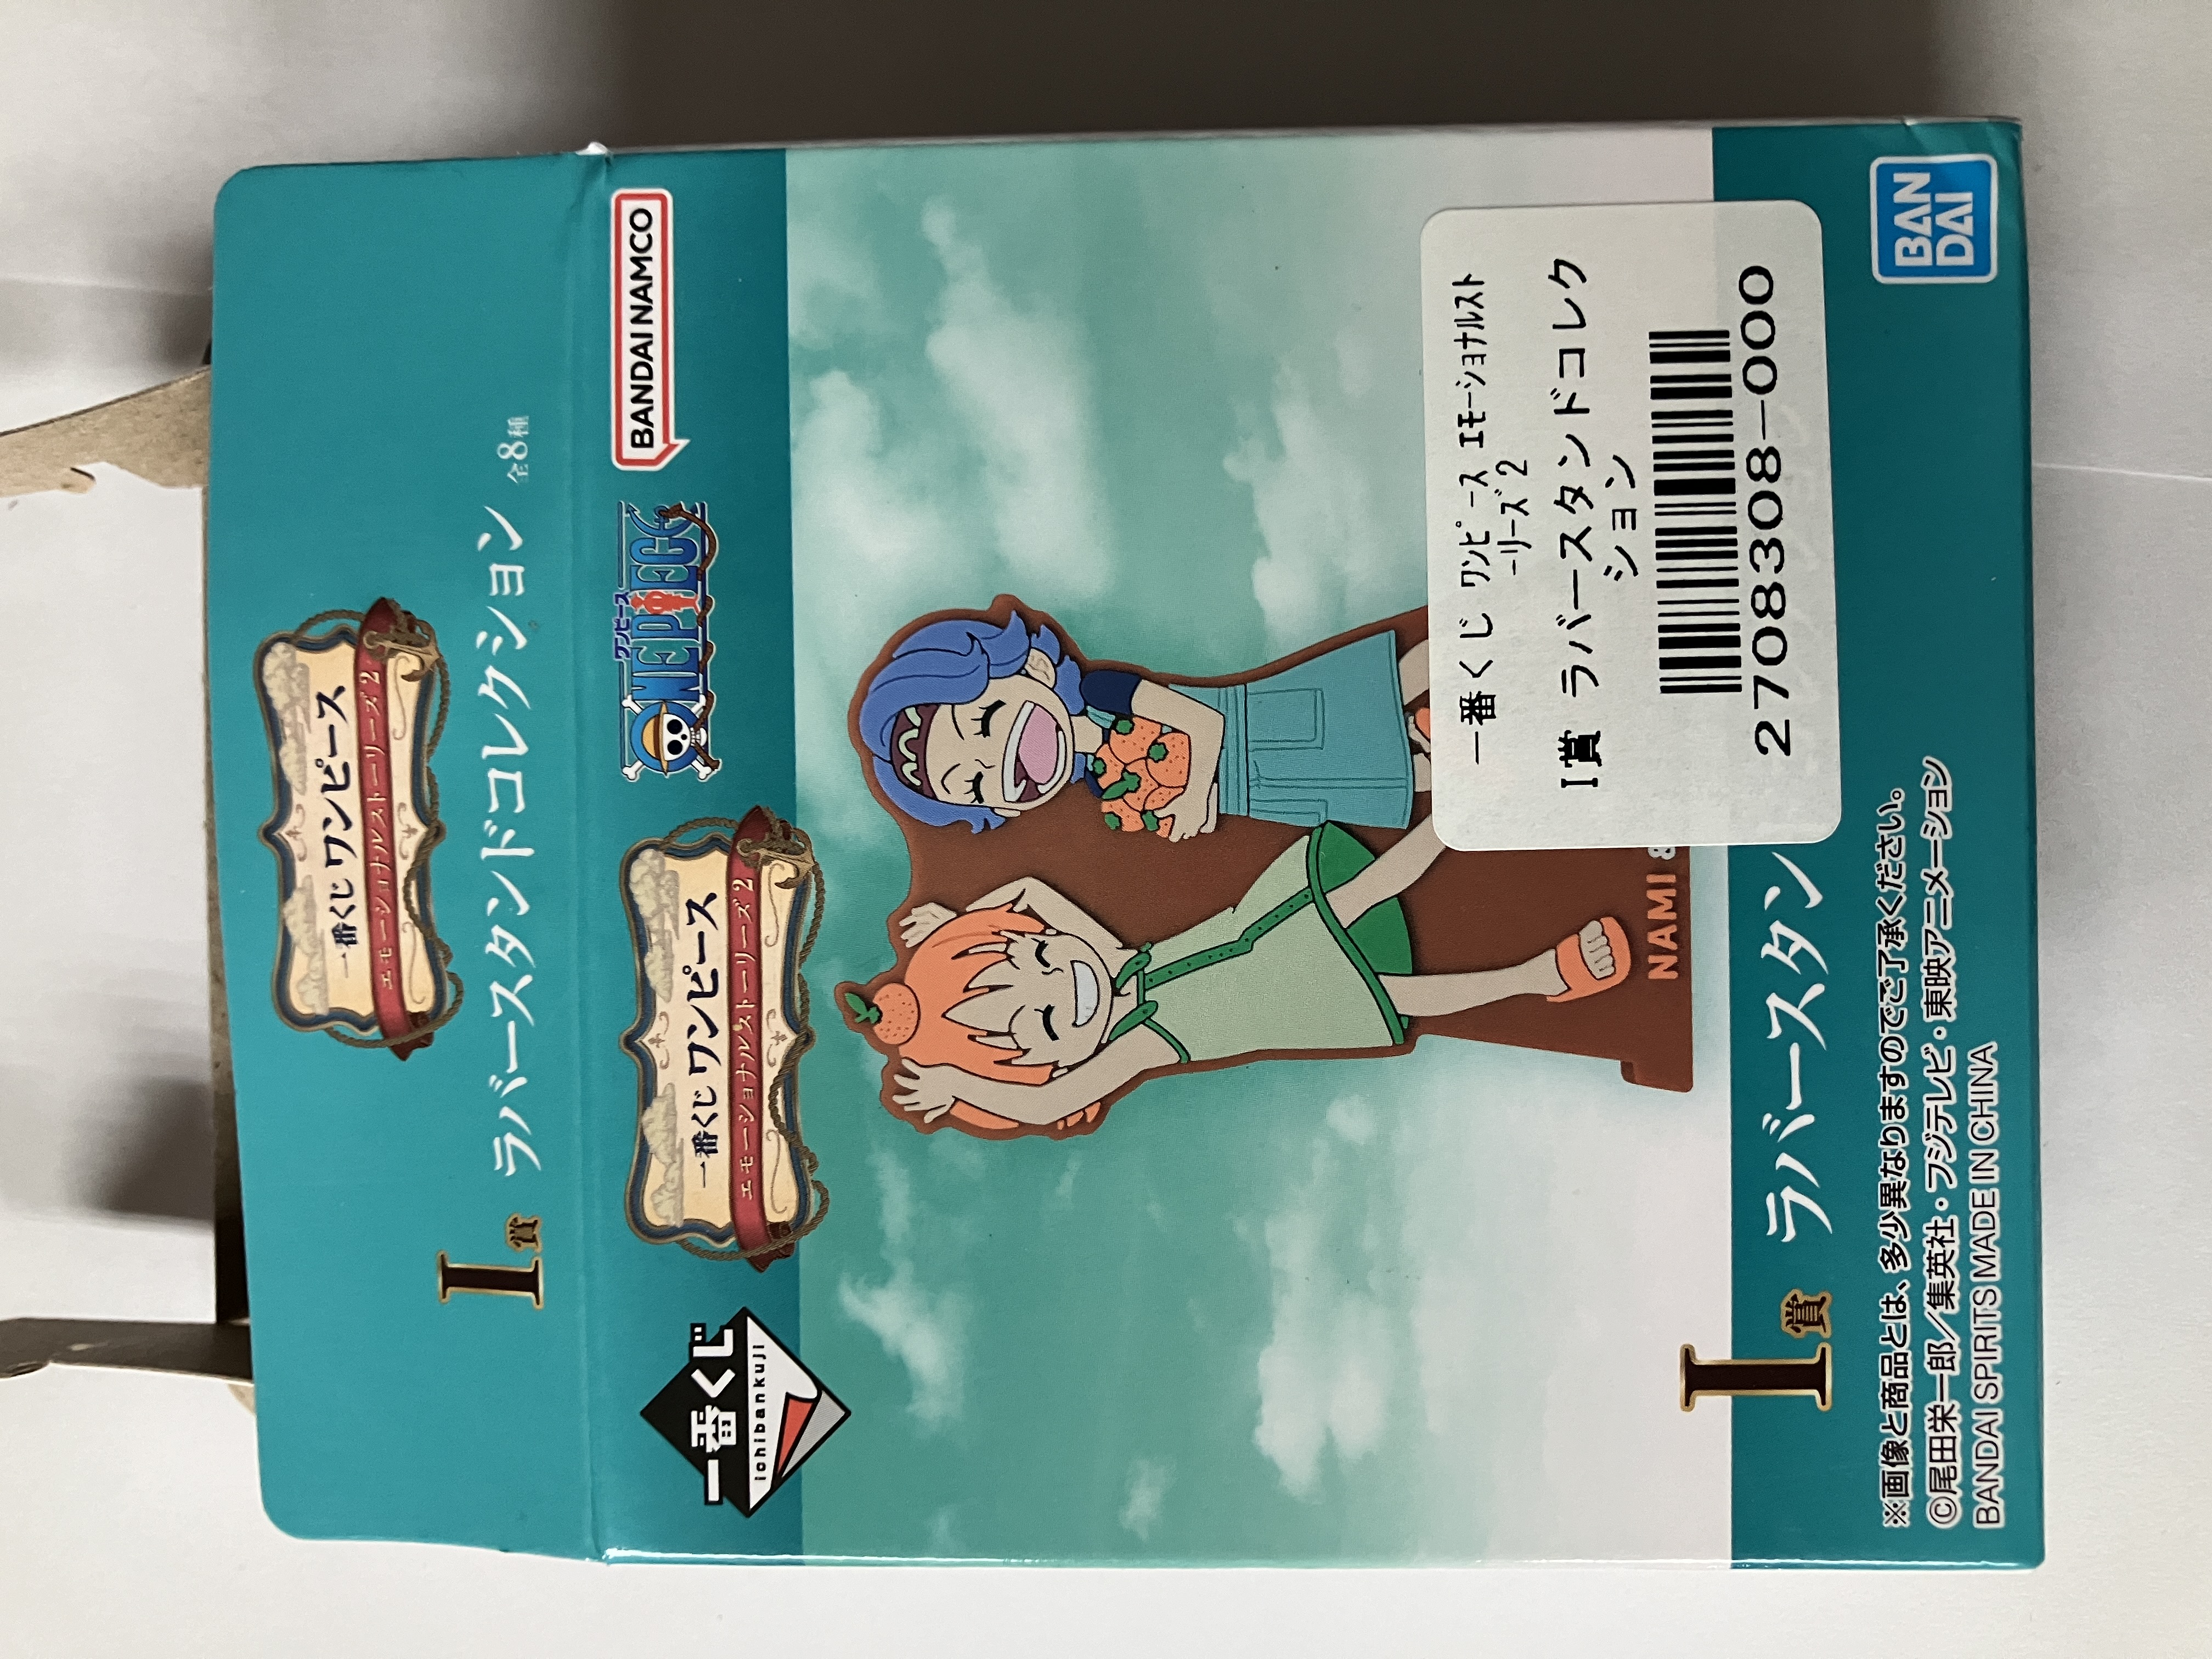 一番くじ ワンピース
エモーショナルストーリーズ 2
I賞 ラバースタンドコレクション 全8種
一番くじ
ichibankuji
一番くじ ワンピース
エモーショナルストーリーズ 2
ワンピース
ONE PIECE
BANDAI NAMCO
NAMI &
一番くじ ﾜﾝﾋﾟｰｽ ｴﾓｰｼｮﾅﾙｽﾄ
ｰﾘｰｽﾞ2
I賞 ラバースタンドコレク
ション
2708308-000
I賞 ラバースタン
※画像と商品とは、多少異なりますのでご了承ください。
©尾田栄一郎／集英社・フジテレビ・東映アニメーション
BANDAI SPIRITS MADE IN CHINA
BAN
DAI